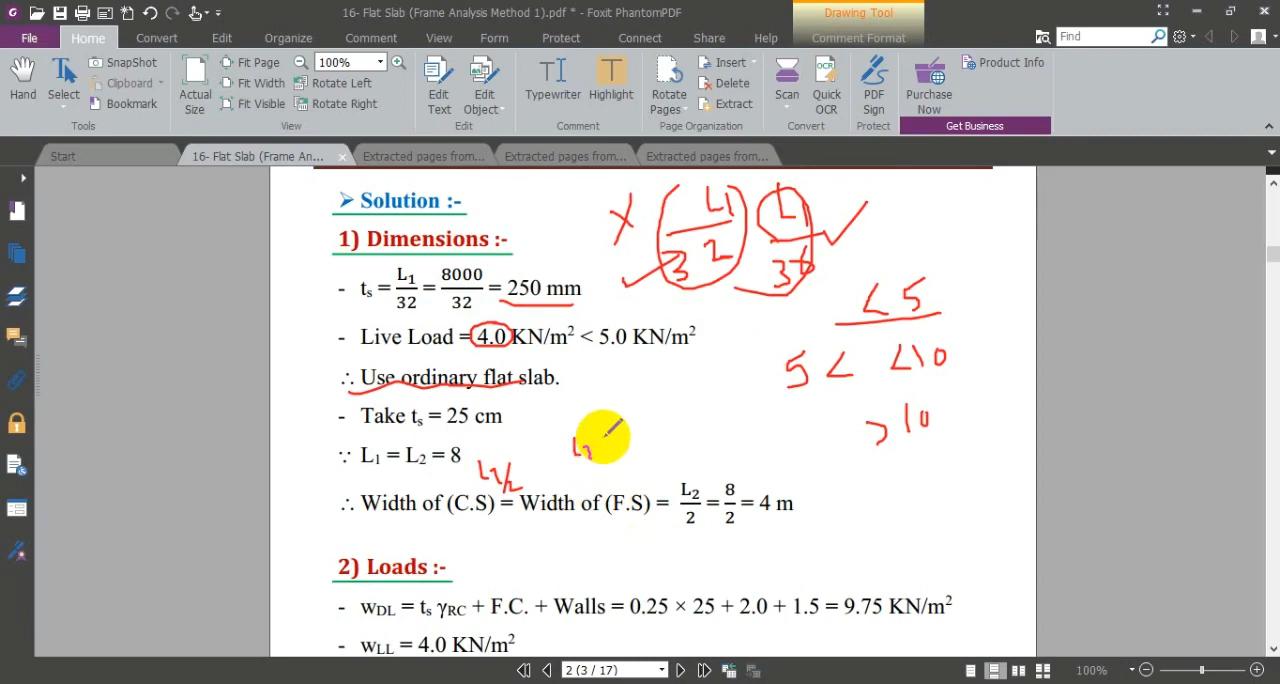 16- Flat Slab (Frame Analysis Method 1).pdf * - Foxit PhantomPDF
Drawing Tool
File Home Convert Edit Organize Comment View Form Protect Connect Share Help Comment Format Find
Hand Select SnapShot Clipboard Bookmark
Actual Size Fit Page Fit Width Fit Visible 100% Rotate Left Rotate Right
Edit Text Edit Object Typewriter Highlight
Rotate Pages Insert Delete Extract
Scan Quick OCR PDF Sign Purchase Now Product Info
Tools View Edit Comment Page Organization Convert Protect Get Business
Start 16- Flat Slab (Frame An... Extracted pages from... Extracted pages from... Extracted pages from...
➤ Solution :-
1) Dimensions :-
- ts = L1/32 = 8000/32 = 250 mm
X L1/32 L1/36 ✓
- Live Load = 4.0 KN/m² < 5.0 KN/m²
< 5
5 < <10
>10
∴ Use ordinary flat slab.
- Take ts = 25 cm
∵ L1 = L2 = 8
L2/2
∴ Width of (C.S) = Width of (F.S) = L2/2 = 8/2 = 4 m
2) Loads :-
- wDL = ts γRC + F.C. + Walls = 0.25 × 25 + 2.0 + 1.5 = 9.75 KN/m²
- wLL = 4.0 KN/m²
2 (3 / 17) 100%